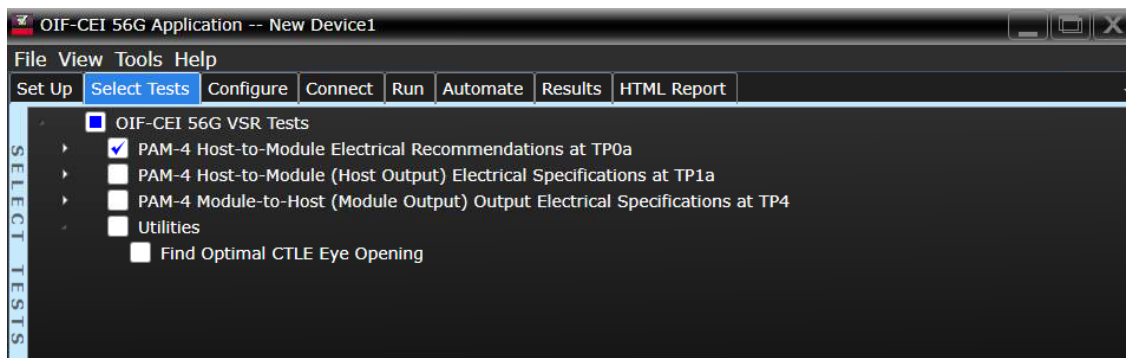 OIF-CEI 56G Application -- New Device1
File View Tools Help
Set Up Select Tests Configure Connect Run Automate Results HTML Report
SELECT TESTS
OIF-CEI 56G VSR Tests
PAM-4 Host-to-Module Electrical Recommendations at TP0a
PAM-4 Host-to-Module (Host Output) Electrical Specifications at TP1a
PAM-4 Module-to-Host (Module Output) Output Electrical Specifications at TP4
Utilities
Find Optimal CTLE Eye Opening